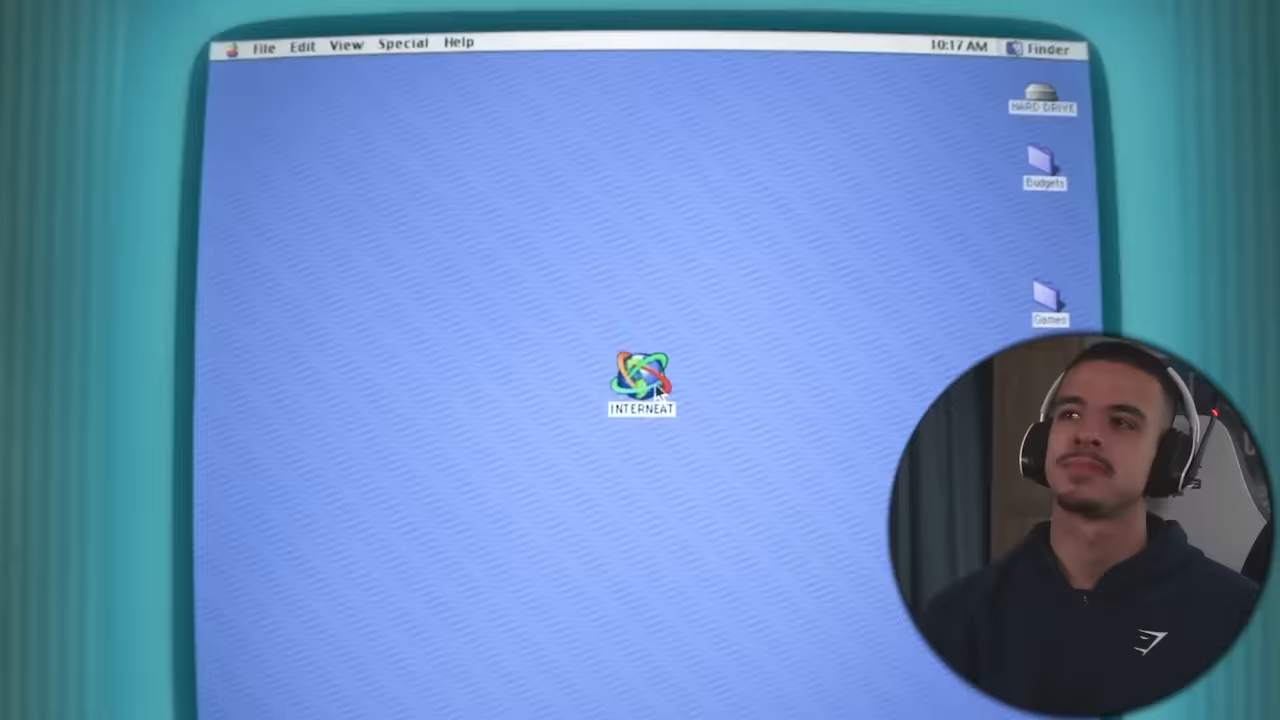 File Edit View Special Help 10:17 AM Finder
HARD DRIVE
Budgets
Games
INTERNEAT